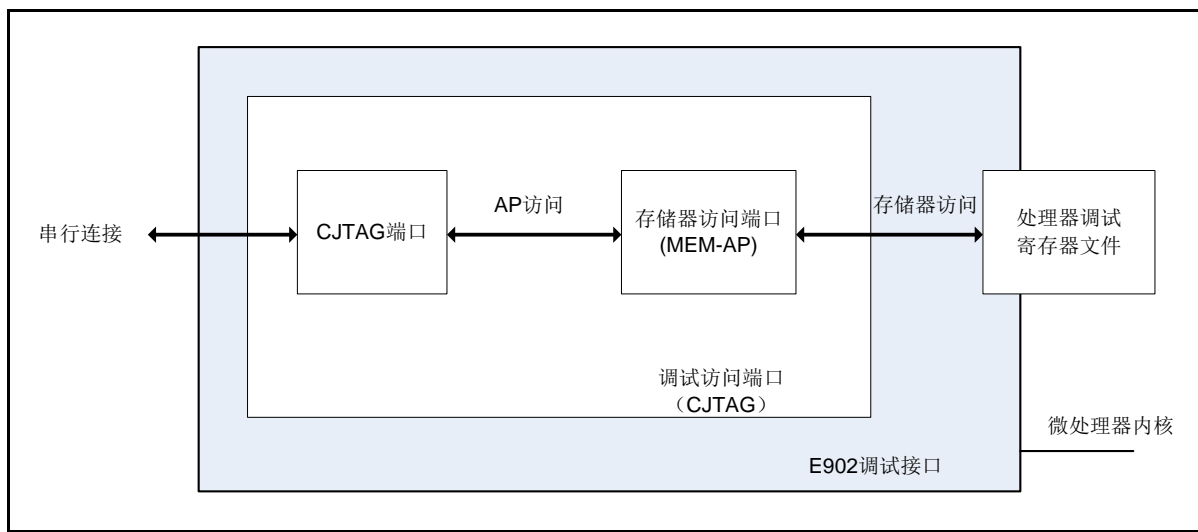 串行连接
CJTAG端口
AP访问
存储器访问端口
(MEM-AP)
存储器访问
处理器调试
寄存器文件
调试访问端口
（CJTAG）
微处理器内核
E902调试接口